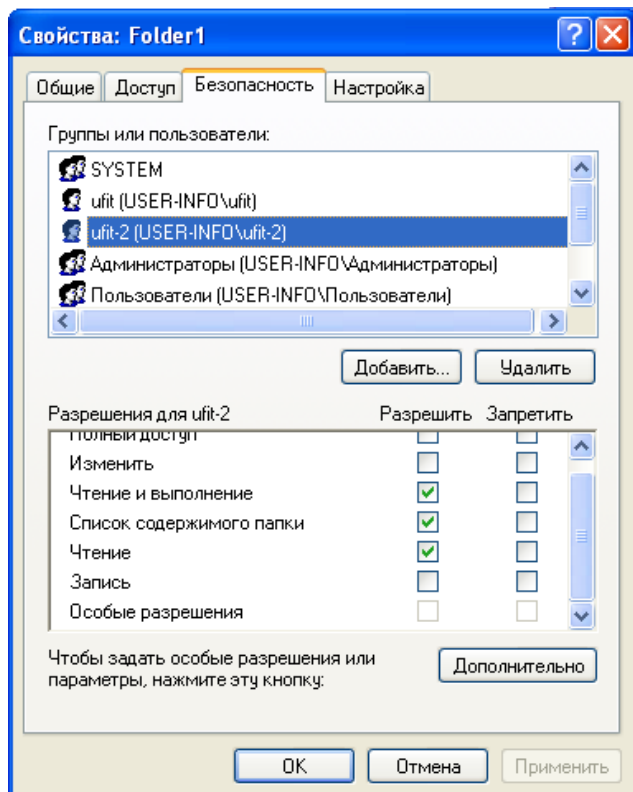 Свойства: Folder1
Общие Доступ Безопасность Настройка
Группы или пользователи:
SYSTEM
ufit (USER-INFO\ufit)
ufit-2 (USER-INFO\ufit-2)
Администраторы (USER-INFO\Администраторы)
Пользователи (USER-INFO\Пользователи)
Добавить... Удалить
Разрешения для ufit-2 Разрешить Запретить
Полный доступ
Изменить
Чтение и выполнение
Список содержимого папки
Чтение
Запись
Особые разрешения
Чтобы задать особые разрешения или
параметры, нажмите эту кнопку:
Дополнительно
OK Отмена Применить